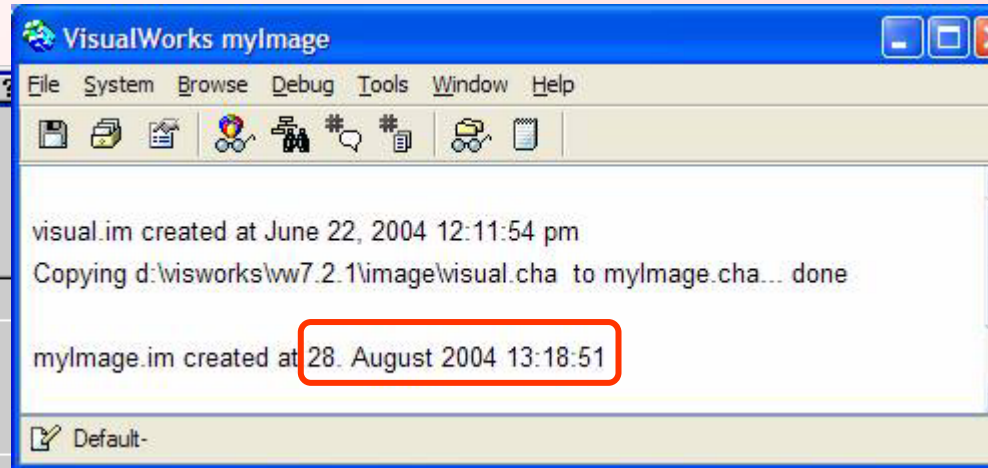 VisualWorks myImage
File System Browse Debug Tools Window Help
visual.im created at June 22, 2004 12:11:54 pm
Copying d:\visworks\vw7.2.1\image\visual.cha to myImage.cha... done
myImage.im created at 28. August 2004 13:18:51
Default-